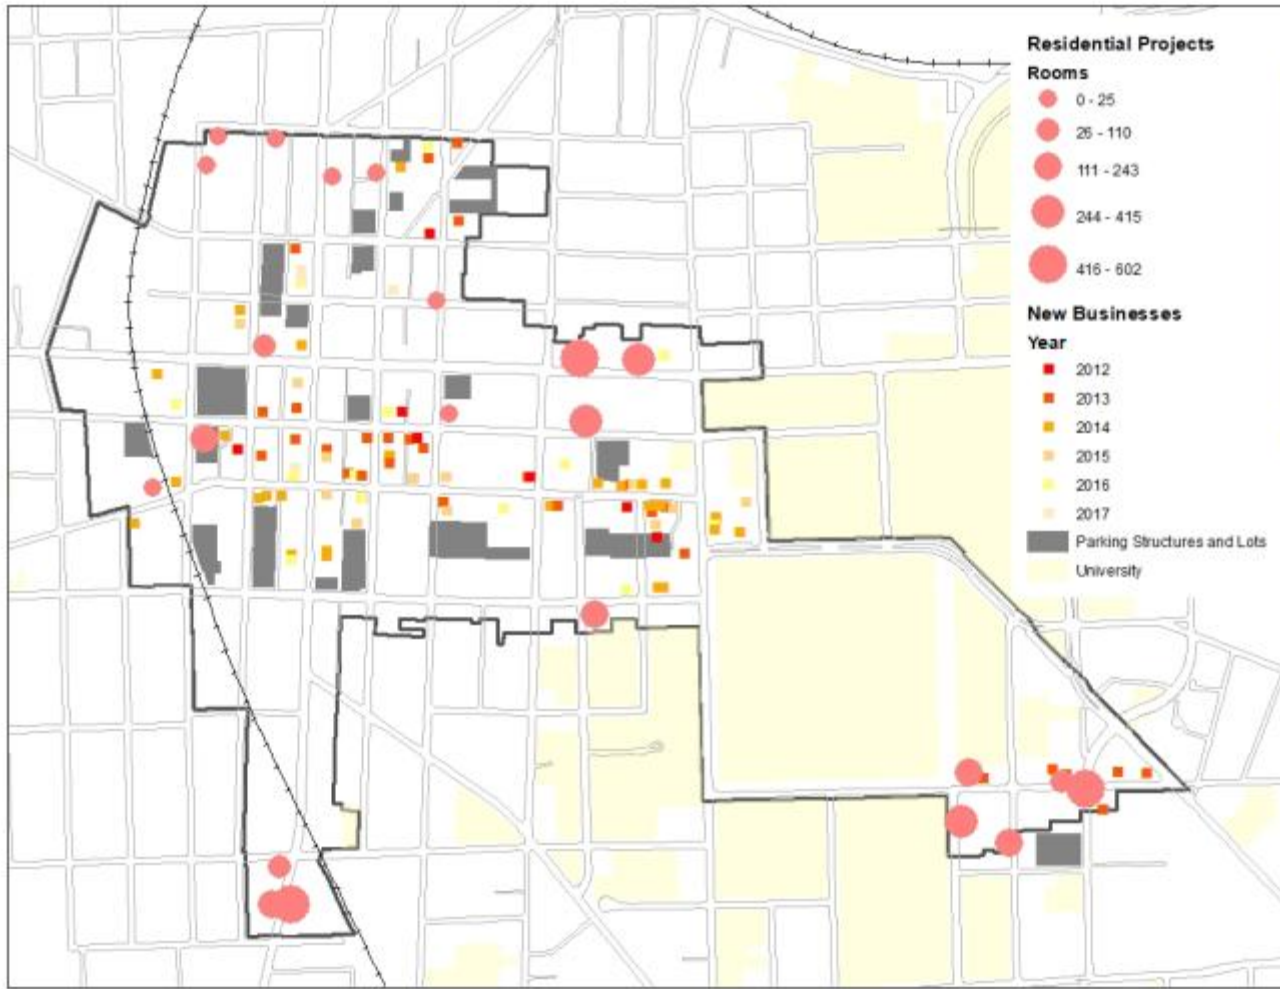 Residential Projects
Rooms
0 - 25
26 - 110
111 - 243
244 - 415
416 - 602
New Businesses
Year
2012
2013
2014
2015
2016
2017
Parking Structures and Lots
University